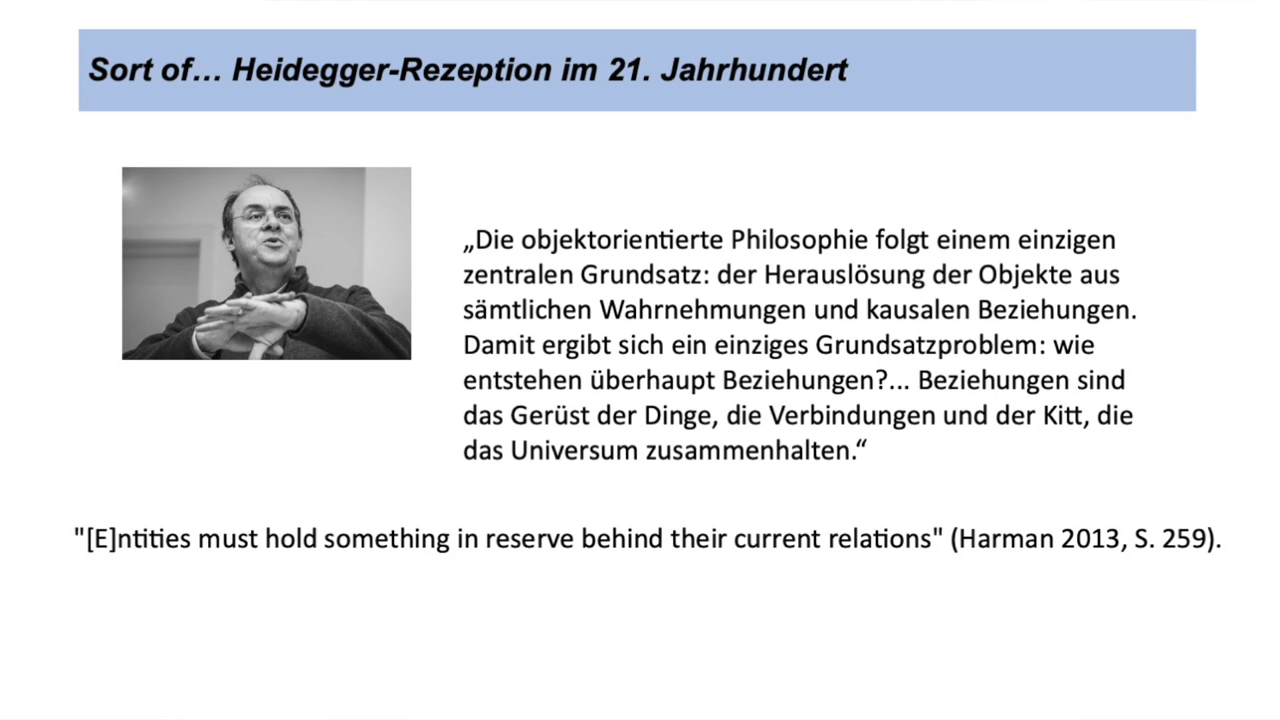 Sort of... Heidegger-Rezeption im 21. Jahrhundert
„Die objektorientierte Philosophie folgt einem einzigen
zentralen Grundsatz: der Herauslösung der Objekte aus
sämtlichen Wahrnehmungen und kausalen Beziehungen.
Damit ergibt sich ein einziges Grundsatzproblem: wie
entstehen überhaupt Beziehungen?... Beziehungen sind
das Gerüst der Dinge, die Verbindungen und der Kitt, die
das Universum zusammenhalten.“
"[E]ntities must hold something in reserve behind their current relations" (Harman 2013, S. 259).